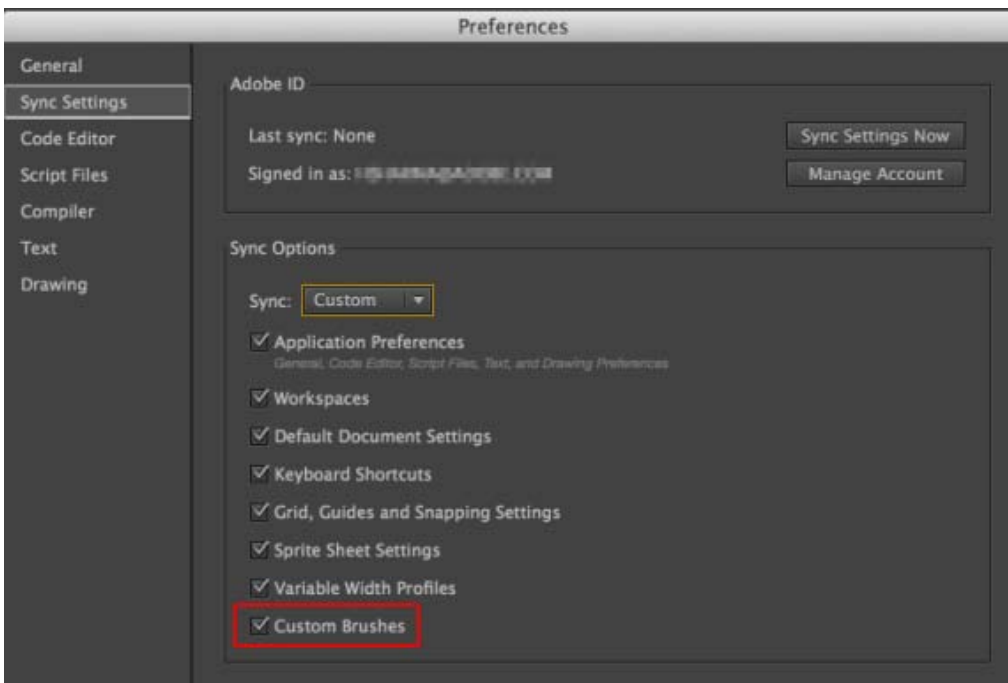 Preferences
General
Sync Settings
Code Editor
Script Files
Compiler
Text
Drawing
Adobe ID
Last sync: None
Sync Settings Now
Signed in as:
Manage Account
Sync Options
Sync: Custom
Application Preferences
General, Code Editor, Script Files, Text, and Drawing Preferences
Workspaces
Default Document Settings
Keyboard Shortcuts
Grid, Guides and Snapping Settings
Sprite Sheet Settings
Variable Width Profiles
Custom Brushes